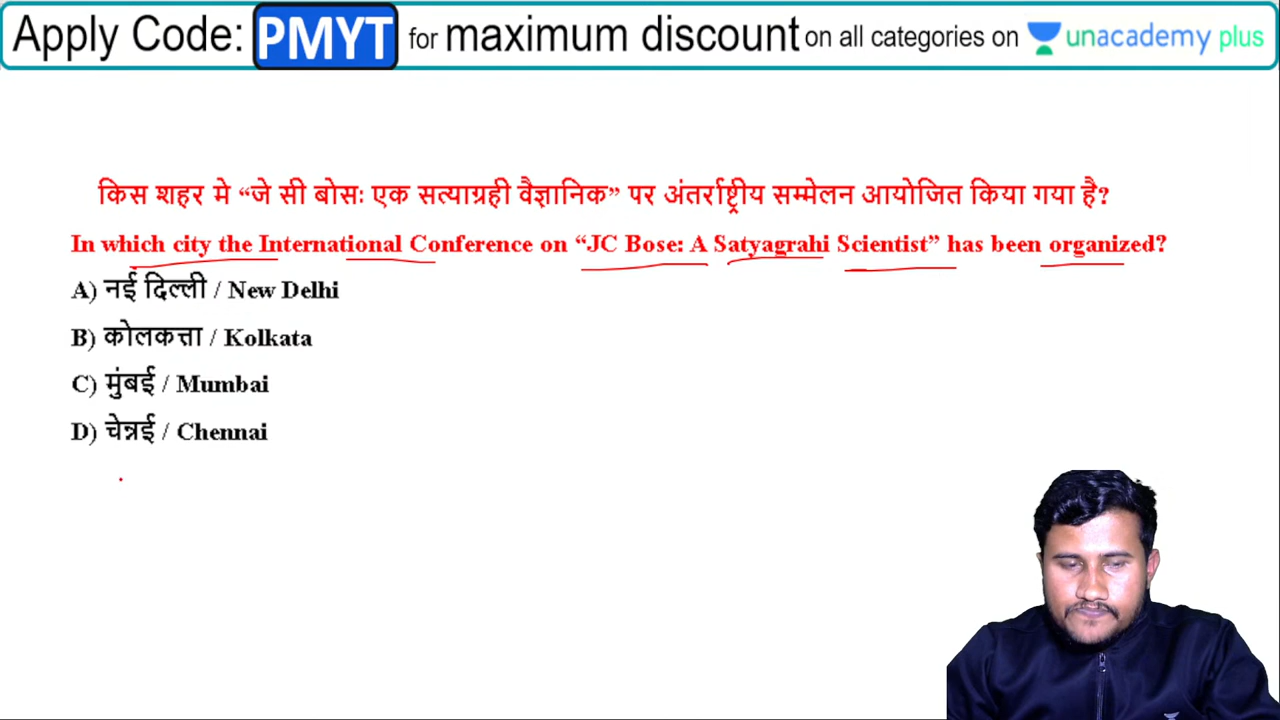 Apply Code: PMYT for maximum discount on all categories on unacademy plus
किस शहर मे “जे सी बोसः एक सत्याग्रही वैज्ञानिक” पर अंतर्राष्ट्रीय सम्मेलन आयोजित किया गया है?
In which city the International Conference on “JC Bose: A Satyagrahi Scientist” has been organized?
A) नई दिल्ली / New Delhi
B) कोलकत्ता / Kolkata
C) मुंबई / Mumbai
D) चेन्नई / Chennai